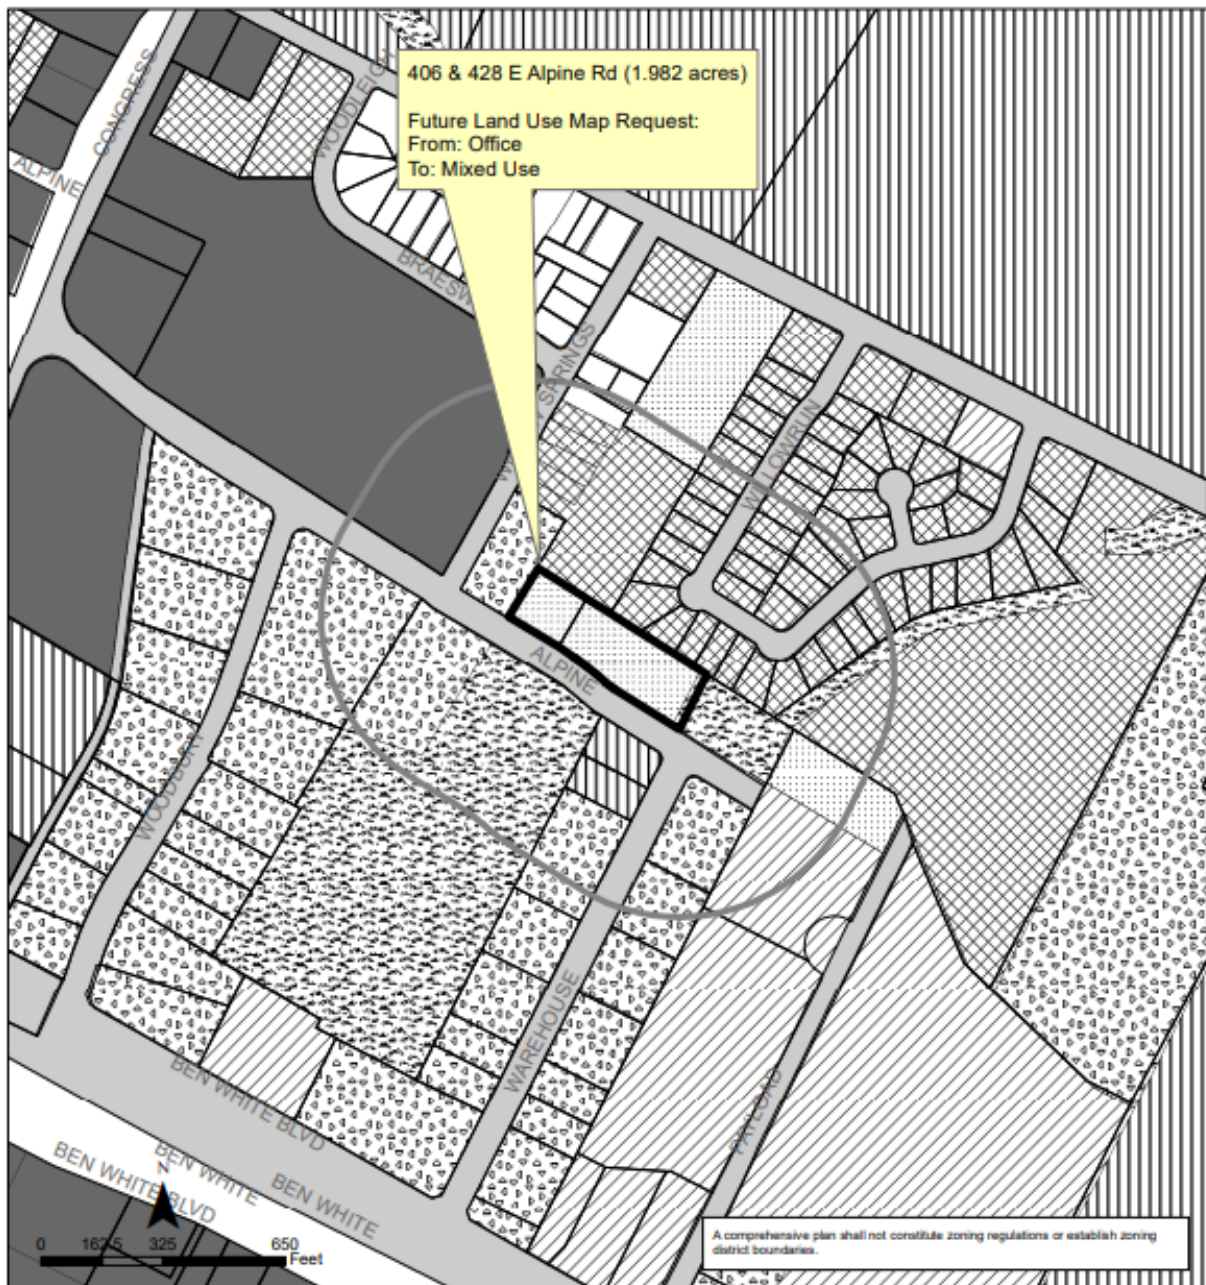 406 & 428 E Alpine Rd (1.982 acres)
Future Land Use Map Request:
From: Office
To: Mixed Use
CONGRESS
WOODLEIGH
ALPINE
SPRINGS
WILLOWRUN
ALPINE
WOODBURY
WAREHOUSE
PAYLOAD
BEN WHITE BLVD
BEN WHITE
BEN WHITE BLVD
BEN WHITE
N
0 162.5 325 650
Feet
A comprehensive plan shall not constitute zoning regulations or establish zoning
district boundaries.